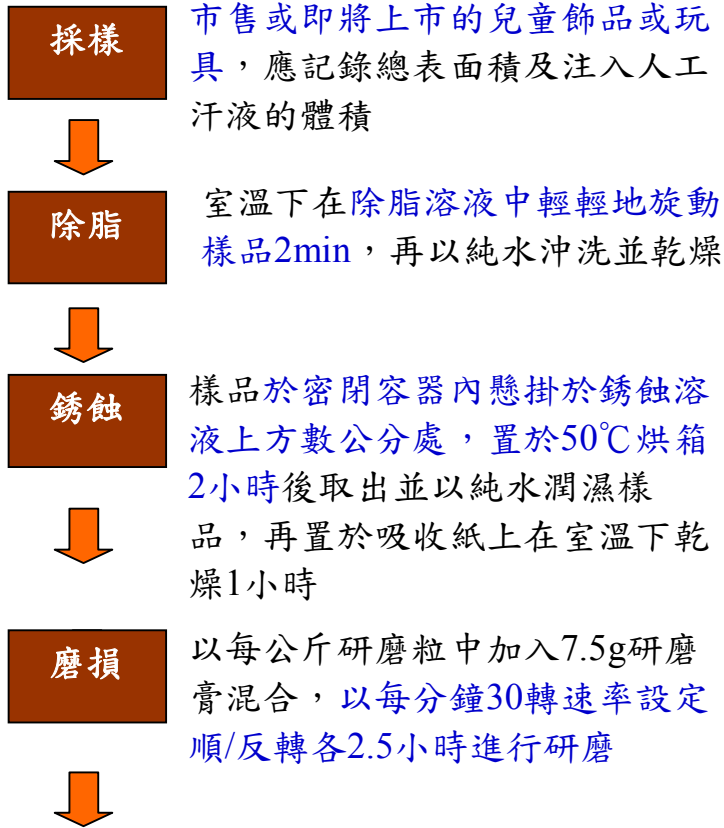 採樣
市售或即將上市的兒童飾品或玩
具，應記錄總表面積及注入人工
汗液的體積
除脂
室溫下在除脂溶液中輕輕地旋動
樣品2min，再以純水沖洗並乾燥
銹蝕
樣品於密閉容器內懸掛於銹蝕溶
液上方數公分處，置於50℃烘箱
2小時後取出並以純水潤濕樣
品，再置於吸收紙上在室溫下乾
燥1小時
磨損
以每公斤研磨粒中加入7.5g研磨
膏混合，以每分鐘30轉速率設定
順/反轉各2.5小時進行研磨